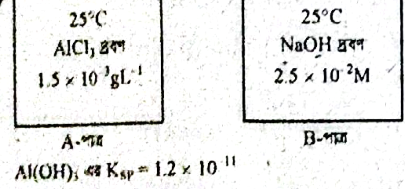 25°C
AlCl₃ দ্রবণ
1.5 × 10⁻³gL⁻¹
A-পাত্র
25°C
NaOH দ্রবণ
2.5 × 10⁻²M
B-পাত্র
Al(OH)₃ এর K_SP = 1.2 × 10⁻¹¹